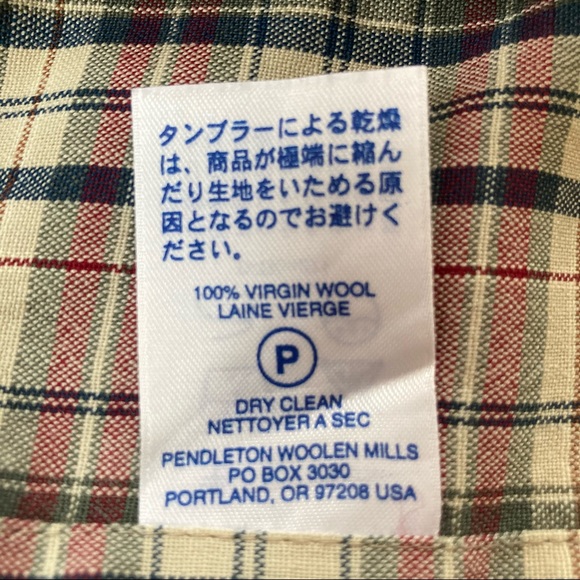 タンブラーによる乾燥
は、商品が極端に縮ん
だり生地をいためる原
因となるのでお避けく
ださい。
100% VIRGIN WOOL
LAINE VIERGE
P
DRY CLEAN
NETTOYER A SEC
PENDLETON WOOLEN MILLS
PO BOX 3030
PORTLAND, OR 97208 USA